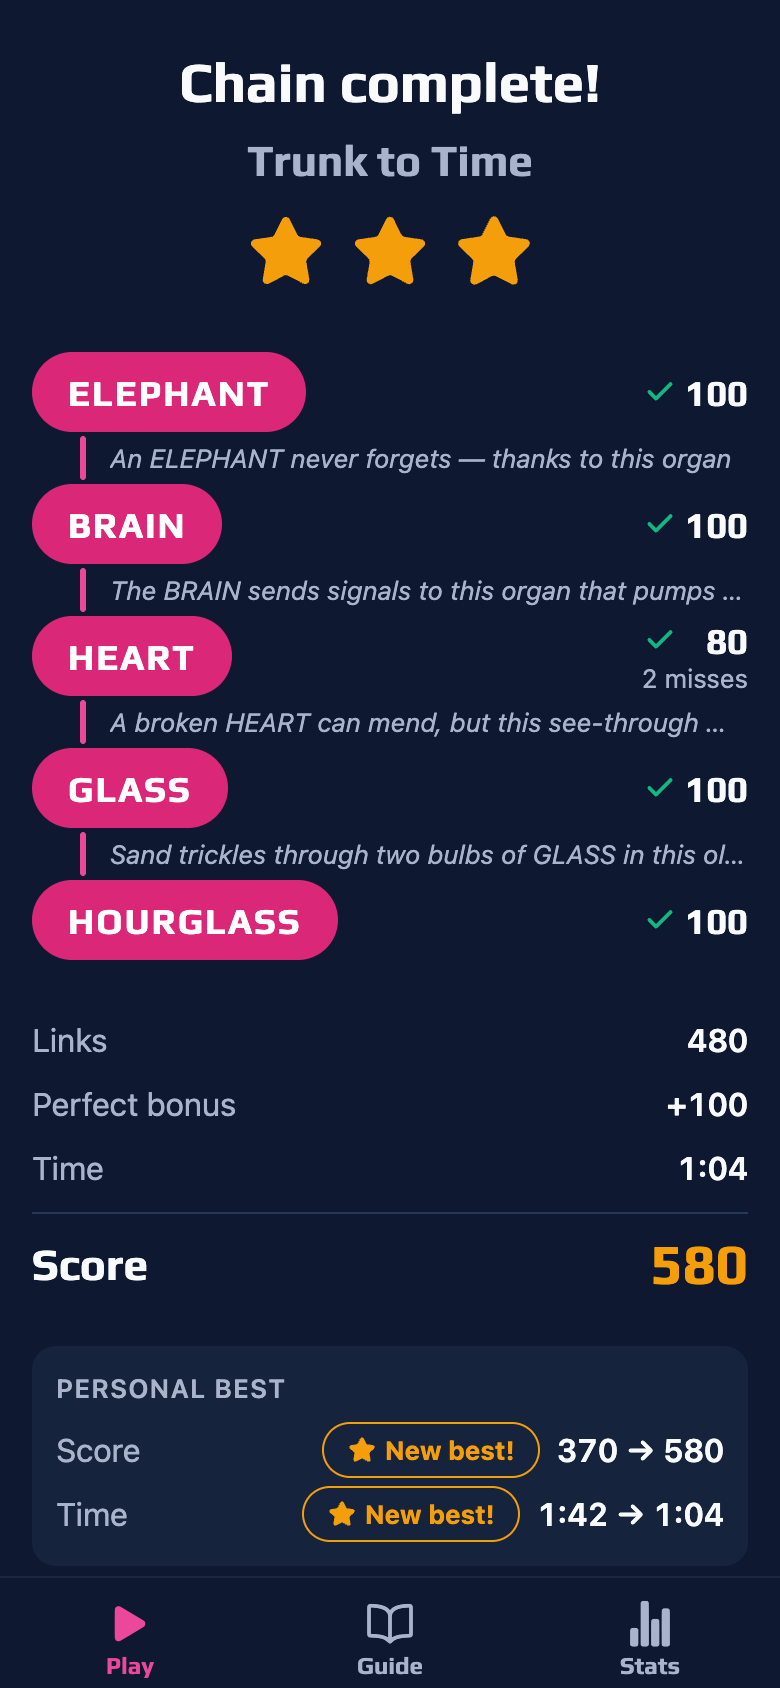 Chain complete!
Trunk to Time
ELEPHANT 100
An ELEPHANT never forgets — thanks to this organ
BRAIN 100
The BRAIN sends signals to this organ that pumps ...
HEART 80
2 misses
A broken HEART can mend, but this see-through ...
GLASS 100
Sand trickles through two bulbs of GLASS in this ol...
HOURGLASS 100
Links 480
Perfect bonus +100
Time 1:04
Score 580
PERSONAL BEST
Score New best! 370 → 580
Time New best! 1:42 → 1:04
Play Guide Stats